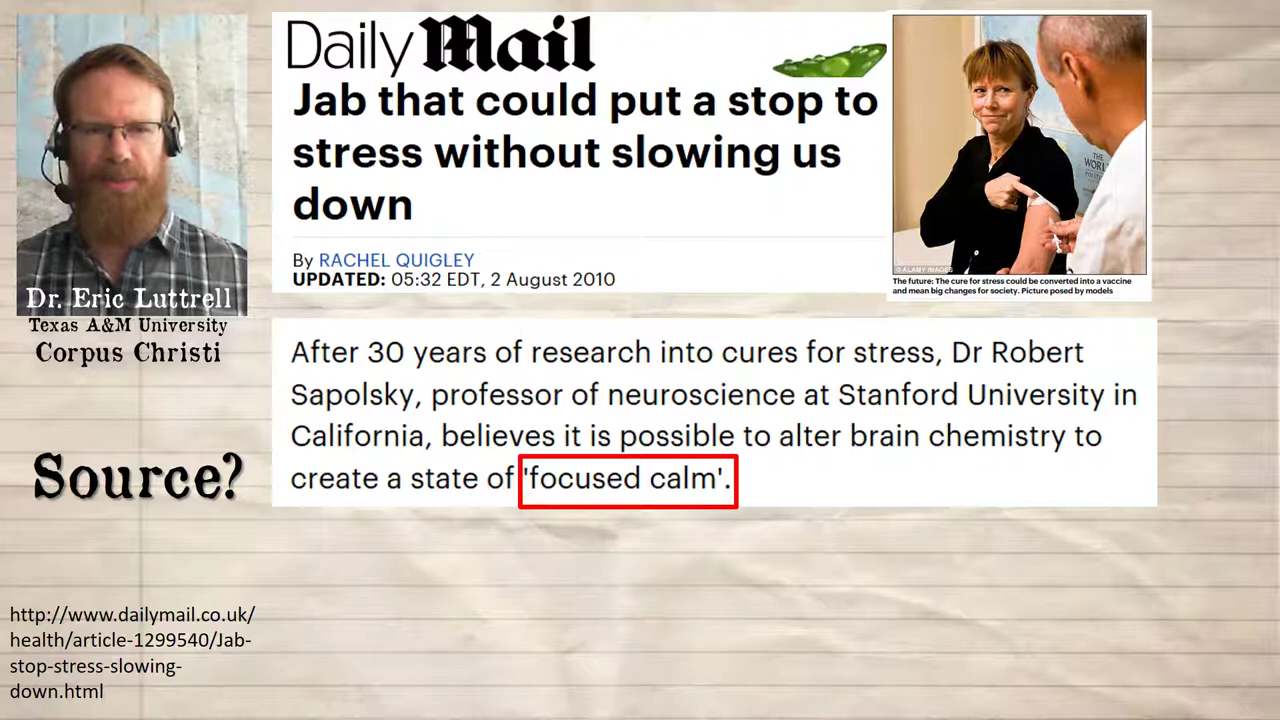 Daily Mail
Jab that could put a stop to
stress without slowing us
down
By RACHEL QUIGLEY
UPDATED: 05:32 EDT, 2 August 2010
THE
WORL
POLITIC
© ALAMY IMAGES
The future: The cure for stress could be converted into a vaccine
and mean big changes for society. Picture posed by models
Dr. Eric Luttrell
Texas A&M University
Corpus Christi
After 30 years of research into cures for stress, Dr Robert
Sapolsky, professor of neuroscience at Stanford University in
California, believes it is possible to alter brain chemistry to
create a state of 'focused calm'.
Source?
http://www.dailymail.co.uk/
health/article-1299540/Jab-
stop-stress-slowing-
down.html